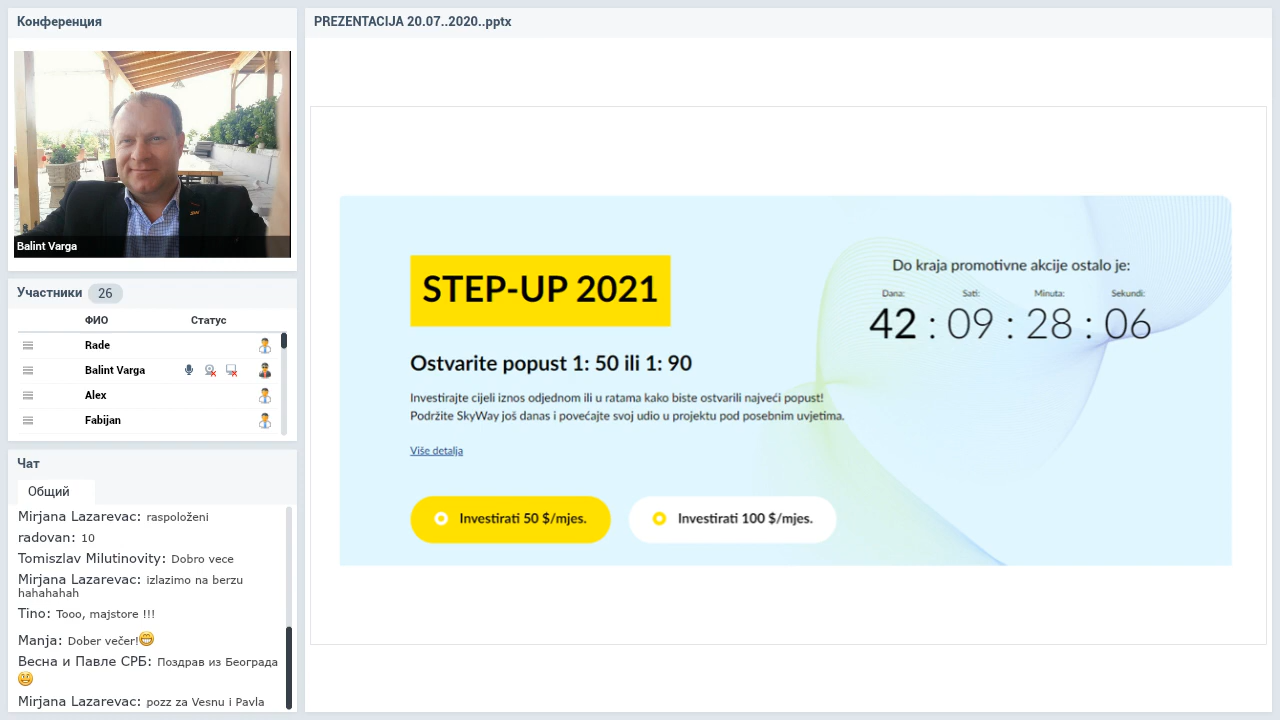 Конференция
Balint Varga
Участники 26
ФИО Статус
Rade
Balint Varga
Alex
Fabijan
Чат
Общий
Mirjana Lazarevac: raspoloženi
radovan: 10
Tomiszlav Milutinovity: Dobro vece
Mirjana Lazarevac: izlazimo na berzu
hahahahah
Tino: Tooo, majstore !!!
Manja: Dober večer!
Весна и Павле СРБ: Поздрав из Београда
Mirjana Lazarevac: pozz za Vesnu i Pavla
PREZENTACIJA 20.07..2020..pptx
STEP-UP 2021
Ostvarite popust 1: 50 ili 1: 90
Investirajte cijeli iznos odjednom ili u ratama kako biste ostvarili najveći popust!
Podržite SkyWay još danas i povećajte svoj udio u projektu pod posebnim uvjetima.
Više detalja
Investirati 50 $/mjes. Investirati 100 $/mjes.
Do kraja promotivne akcije ostalo je:
Dana: Sati: Minuta: Sekundi:
42 : 09 : 28 : 06